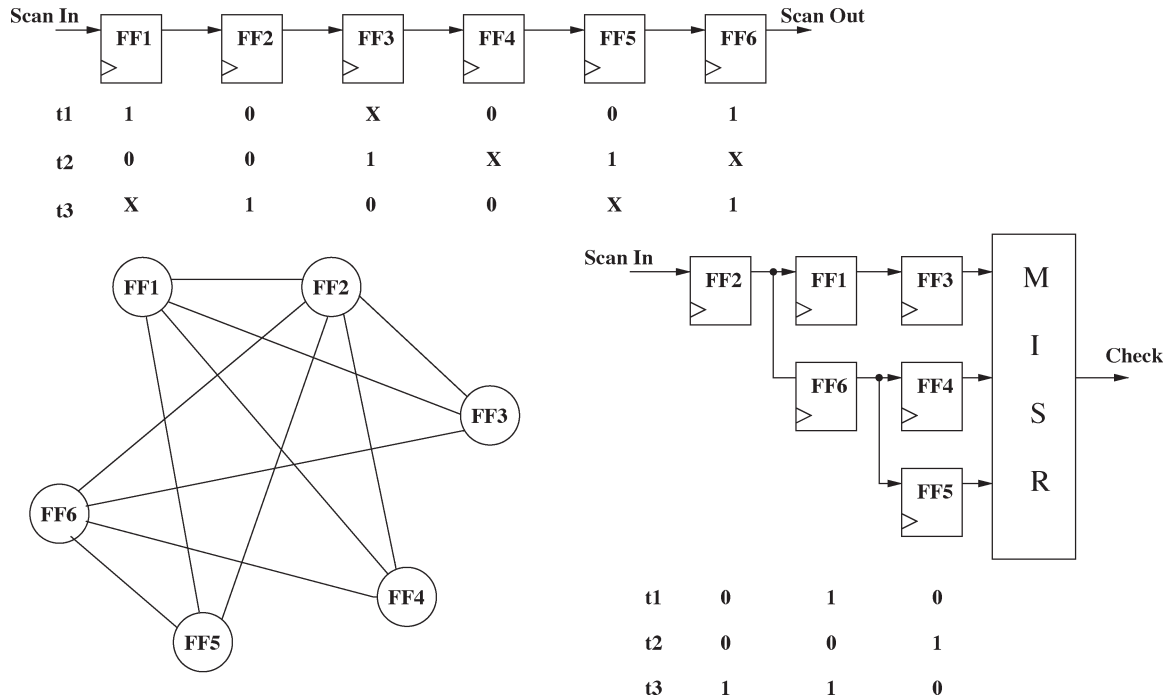 Scan In
Scan Out
FF1 FF2 FF3 FF4 FF5 FF6
t1 1 0 X 0 0 1
t2 0 0 1 X 1 X
t3 X 1 0 0 X 1
FF1
FF2
FF3
FF6
FF4
FF5
Scan In
FF2 FF1 FF3
FF6 FF4
FF5
M
I
S
R
Check
t1 0 1 0
t2 0 0 1
t3 1 1 0